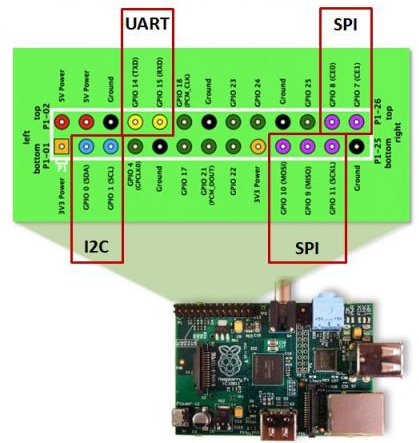 UART
SPI
5V Power
5V Power
Ground
GPIO 14 (TXD)
GPIO 15 (RXD)
GPIO 18
(PCM_CLK)
Ground
GPIO 23
GPIO 24
Ground
GPIO 25
GPIO 8 (CE0)
GPIO 7 (CE1)
left
top
P1-02
P1-26
top
right
bottom
P1-01
P1-25
bottom
3V3 Power
GPIO 0 (SDA)
GPIO 1 (SCL)
GPIO 4
(GPCLK0)
Ground
GPIO 17
GPIO 21
(PCM_DOUT)
GPIO 22
3V3 Power
GPIO 10 (MOSI)
GPIO 9 (MISO)
GPIO 11 (SCKL)
Ground
I2C
SPI